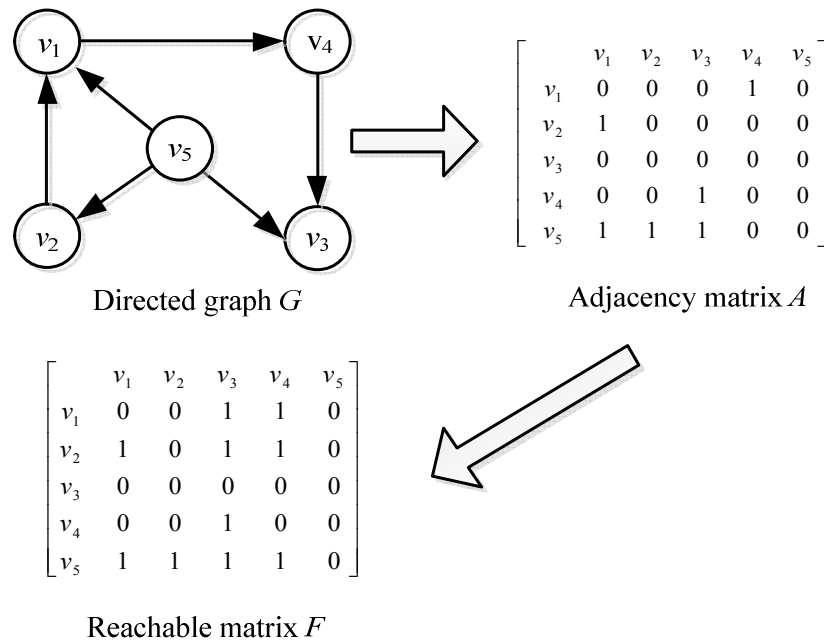 v1
v4
v5
v2
v3
Directed graph G
v1 v2 v3 v4 v5
v1 0 0 0 1 0
v2 1 0 0 0 0
v3 0 0 0 0 0
v4 0 0 1 0 0
v5 1 1 1 0 0
Adjacency matrix A
v1 v2 v3 v4 v5
v1 0 0 1 1 0
v2 1 0 1 1 0
v3 0 0 0 0 0
v4 0 0 1 0 0
v5 1 1 1 1 0
Reachable matrix F